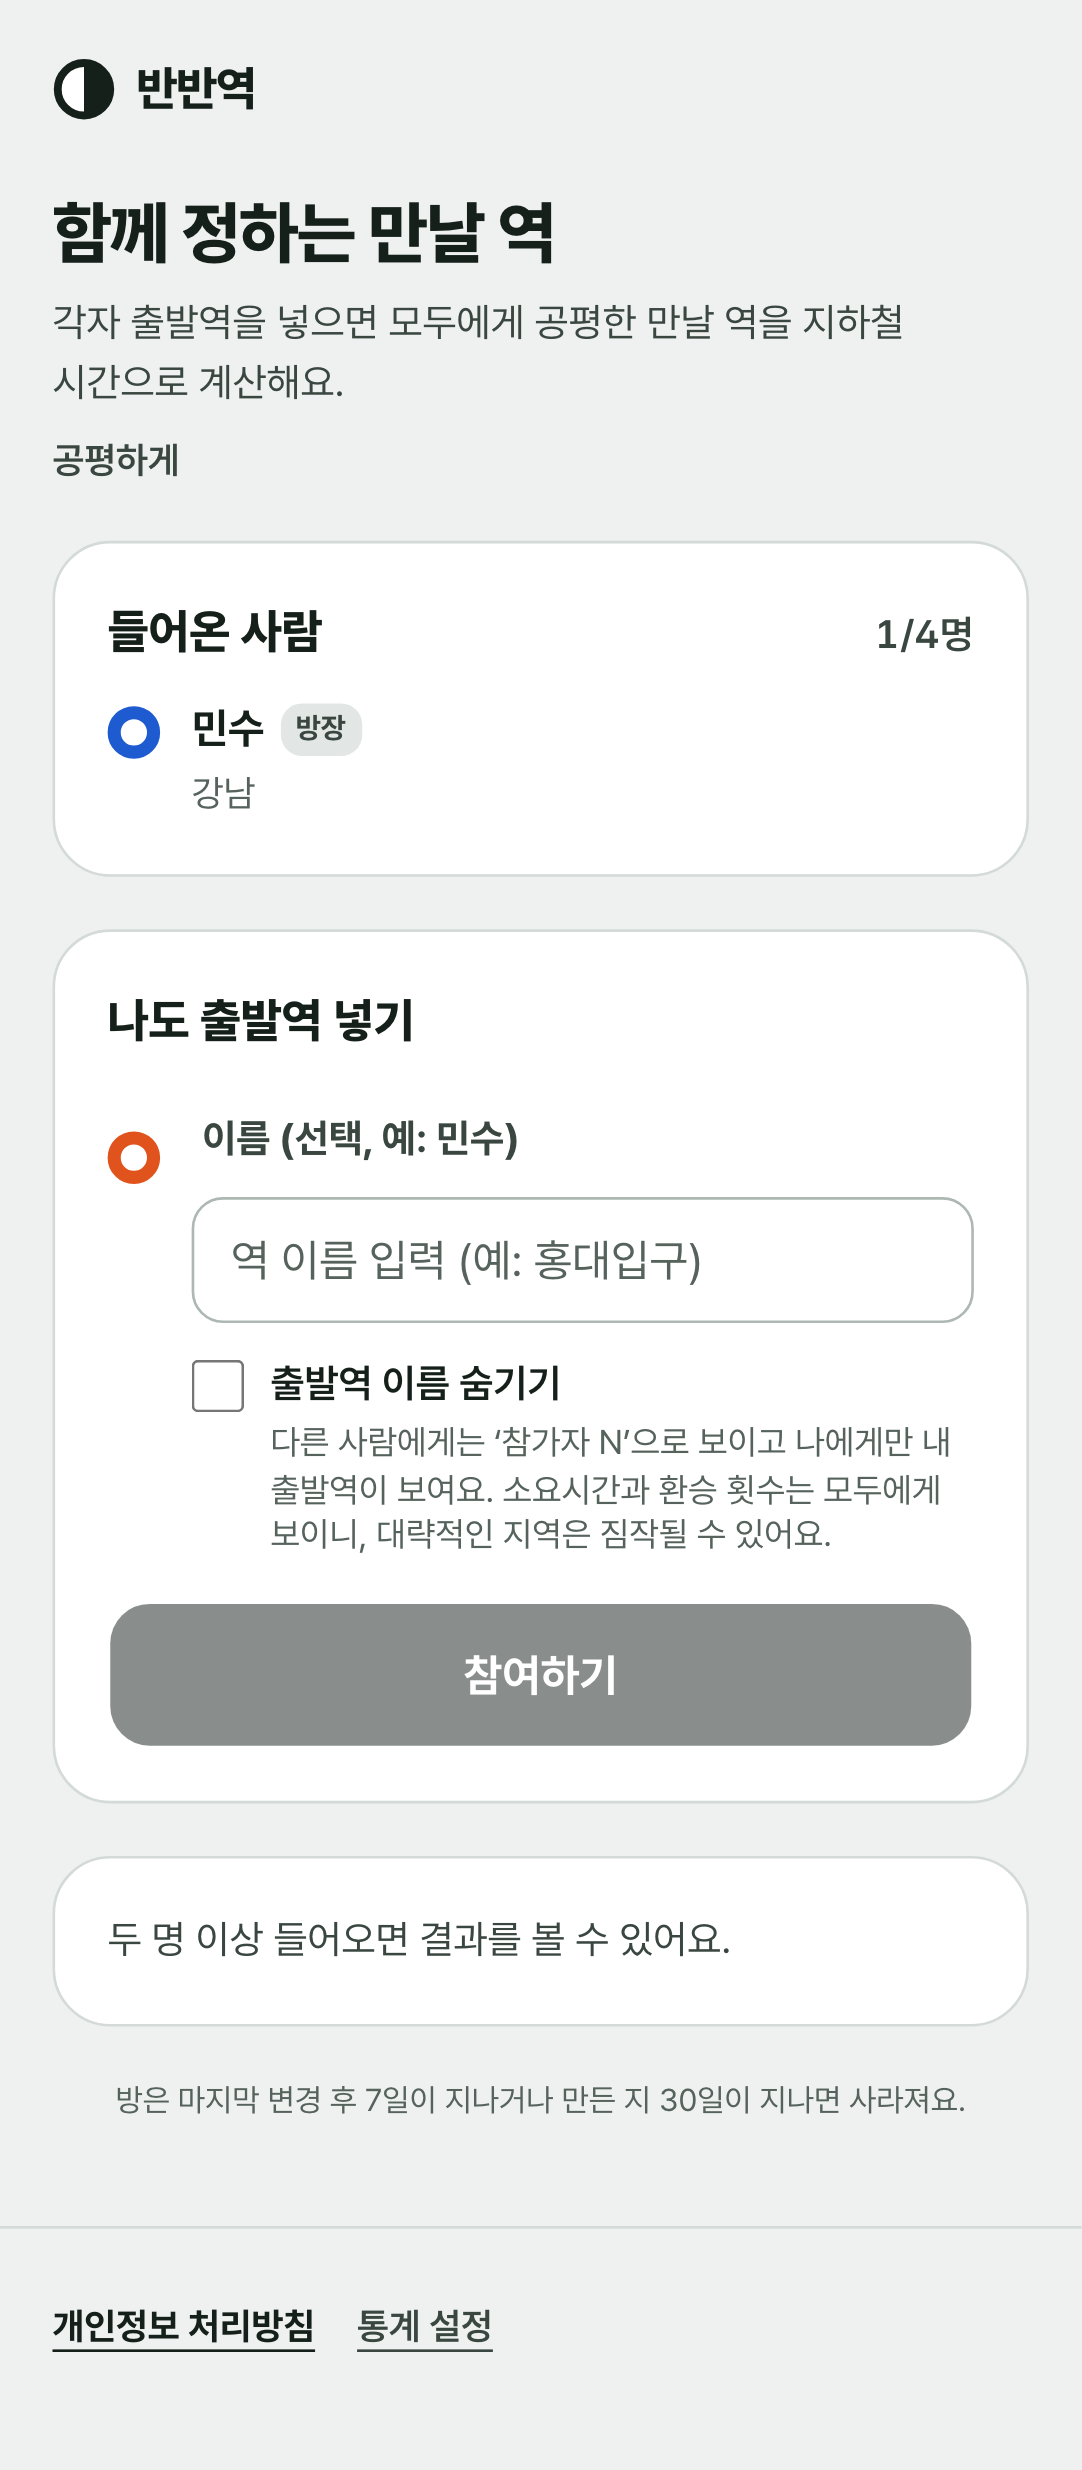 반반역
함께 정하는 만날 역
각자 출발역을 넣으면 모두에게 공평한 만날 역을 지하철
시간으로 계산해요.
공평하게
들어온 사람
1/4명
민수 방장
강남
나도 출발역 넣기
이름 (선택, 예: 민수)
역 이름 입력 (예: 홍대입구)
출발역 이름 숨기기
다른 사람에게는 ‘참가자 N’으로 보이고 나에게만 내
출발역이 보여요. 소요시간과 환승 횟수는 모두에게
보이니, 대략적인 지역은 짐작될 수 있어요.
참여하기
두 명 이상 들어오면 결과를 볼 수 있어요.
방은 마지막 변경 후 7일이 지나거나 만든 지 30일이 지나면 사라져요.
개인정보 처리방침 통계 설정